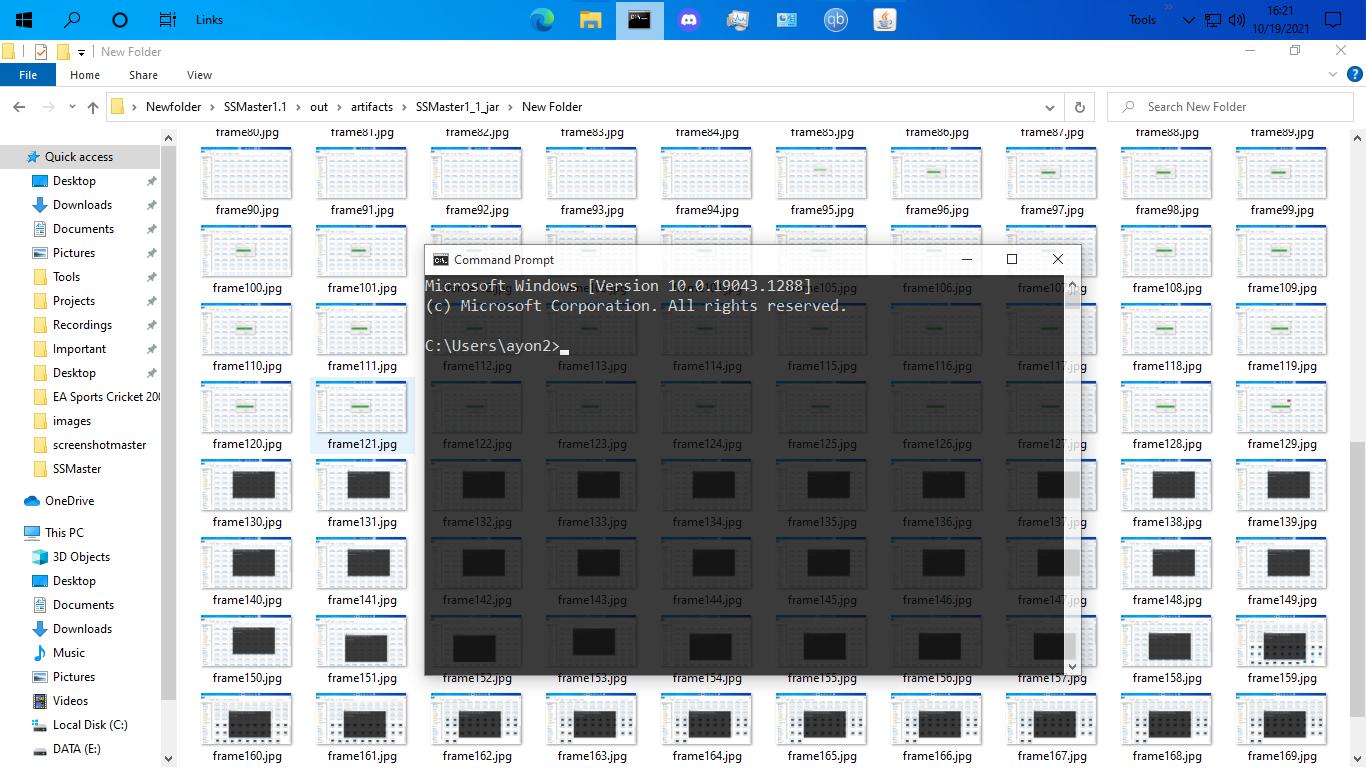 Links
Tools
16:21
10/19/2021
New Folder
File Home Share View
Newfolder SSMaster1.1 out artifacts SSMaster1_1_jar New Folder
Search New Folder
Quick access
Desktop
Downloads
Documents
Pictures
Tools
Projects
Recordings
Important
Desktop
EA Sports Cricket 200
images
screenshotmaster
SSMaster
OneDrive
This PC
3D Objects
Desktop
Documents
Downloads
Music
Pictures
Videos
Local Disk (C:)
DATA (E:)
frame80.jpg frame81.jpg frame82.jpg frame83.jpg frame84.jpg frame85.jpg frame86.jpg frame87.jpg frame88.jpg frame89.jpg
frame90.jpg frame91.jpg frame92.jpg frame93.jpg frame94.jpg frame95.jpg frame96.jpg frame97.jpg frame98.jpg frame99.jpg
frame100.jpg frame101.jpg frame106.jpg frame108.jpg frame109.jpg
frame110.jpg frame111.jpg frame112.jpg frame113.jpg frame114.jpg frame115.jpg frame116.jpg frame117.jpg frame118.jpg frame119.jpg
frame120.jpg frame121.jpg frame122.jpg frame123.jpg frame124.jpg frame125.jpg frame126.jpg frame127.jpg frame128.jpg frame129.jpg
frame130.jpg frame131.jpg frame132.jpg frame133.jpg frame134.jpg frame135.jpg frame136.jpg frame137.jpg frame138.jpg frame139.jpg
frame140.jpg frame141.jpg frame142.jpg frame143.jpg frame144.jpg frame145.jpg frame146.jpg frame147.jpg frame148.jpg frame149.jpg
frame150.jpg frame151.jpg frame152.jpg frame153.jpg frame154.jpg frame155.jpg frame156.jpg frame157.jpg frame158.jpg frame159.jpg
frame160.jpg frame161.jpg frame162.jpg frame163.jpg frame164.jpg frame165.jpg frame166.jpg frame167.jpg frame168.jpg frame169.jpg
Command Prompt
Microsoft Windows [Version 10.0.19043.1288]
(c) Microsoft Corporation. All rights reserved.
C:\Users\ayon2>